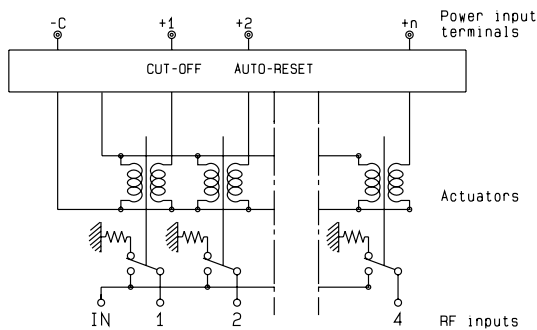 -C +1 +2 +n Power input
terminals
CUT-OFF AUTO-RESET
Actuators
IN 1 2 4 RF inputs